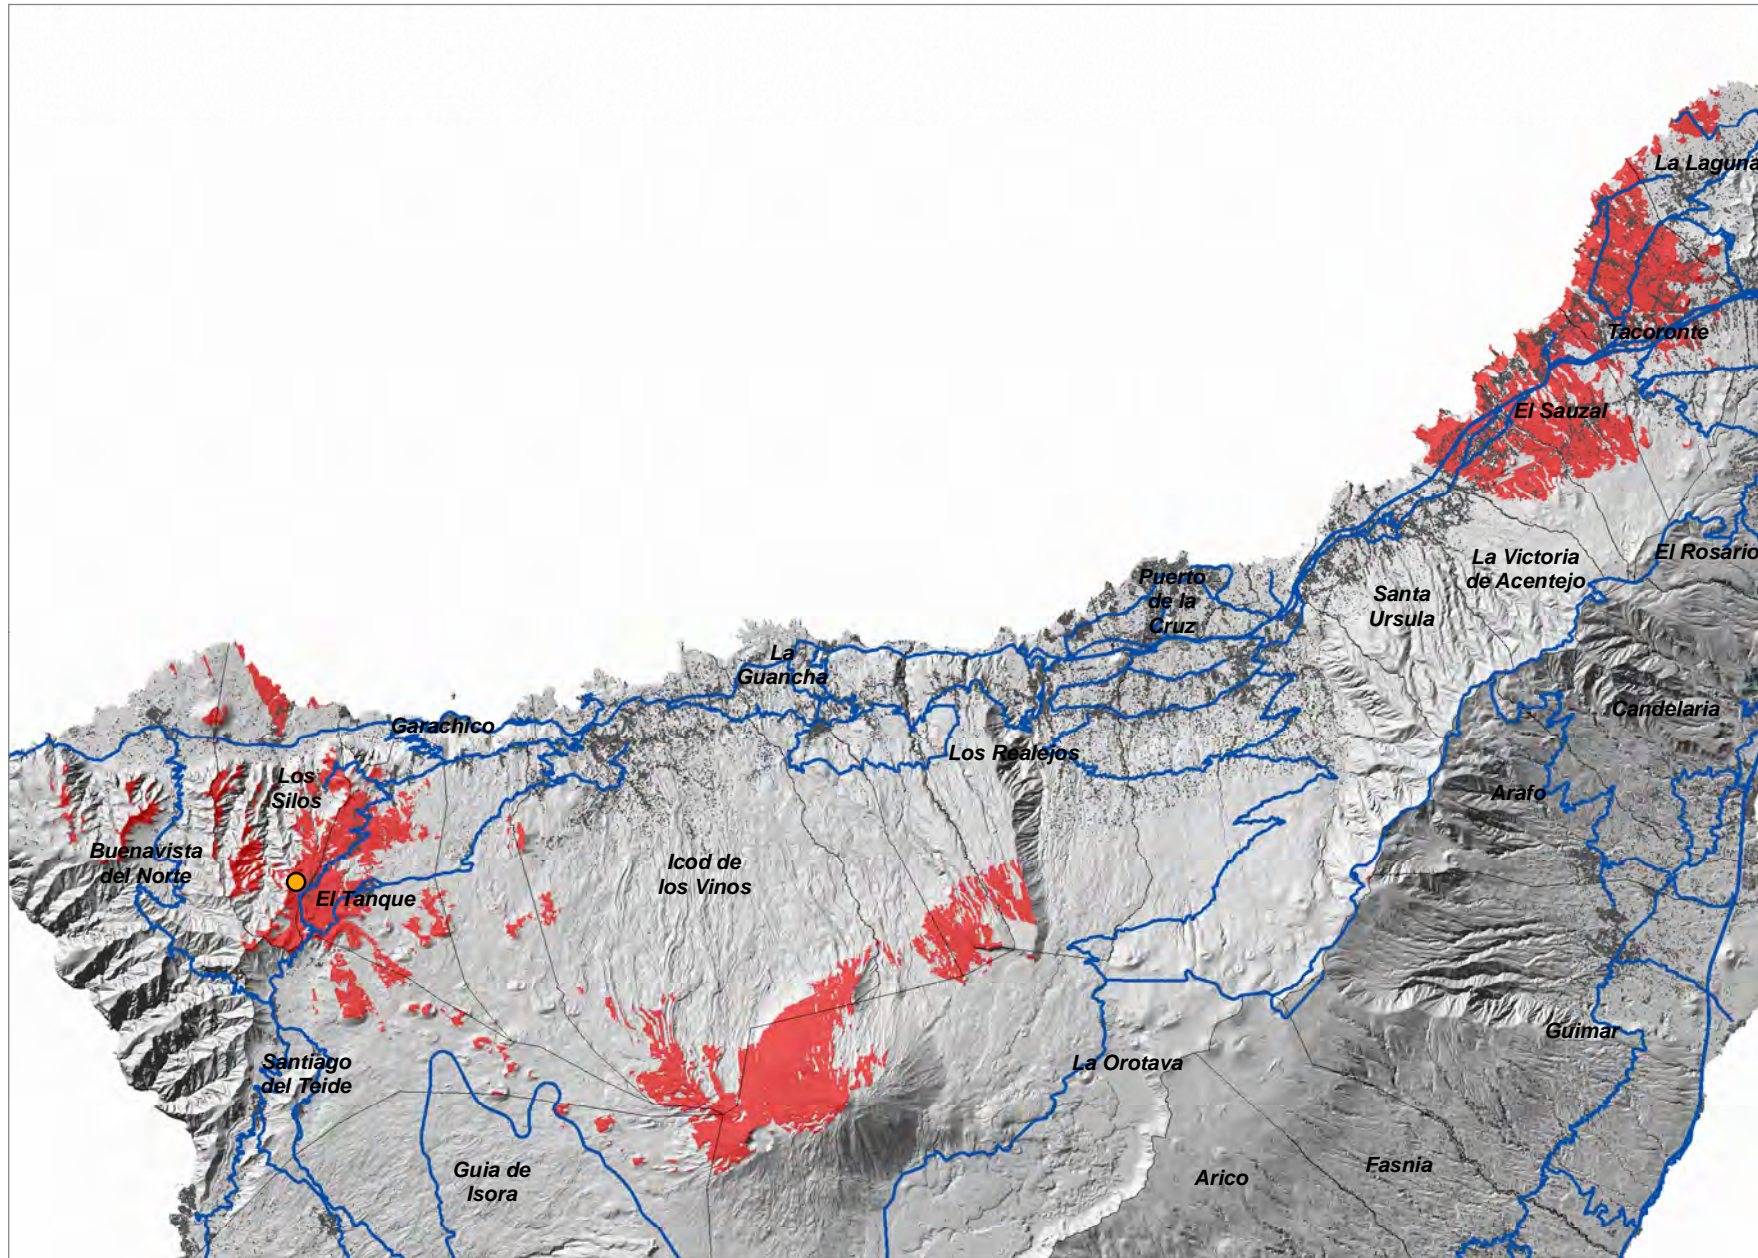 La Laguna
Tacoronte
El Sauzal
El Rosario
La Victoria
de Acentejo
Santa
Ursula
Puerto
de la
Cruz
La
Guancha
Candelaria
Garachico
Los Realejos
Los
Silos
Arafo
Buenavista
del Norte
Icod de
los Vinos
El Tanque
Guimar
Santiago
del Teide
La Orotava
Guia de
Isora
Arico
Fasnia